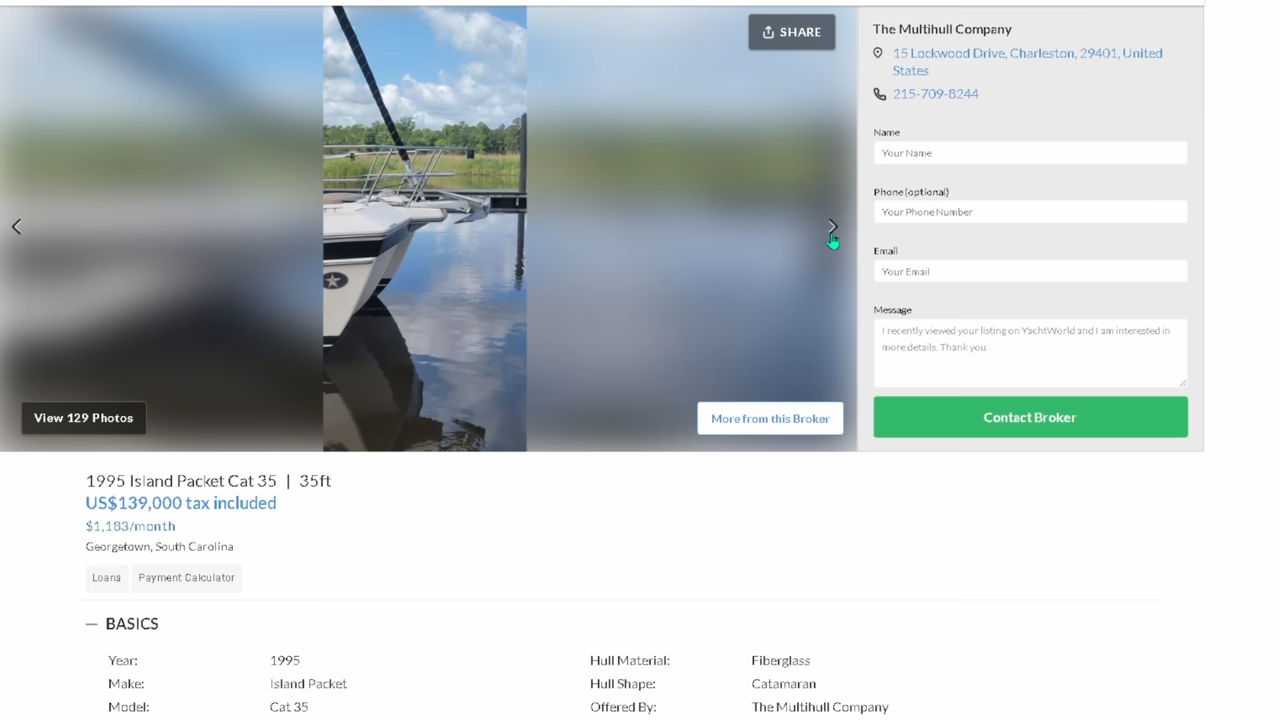 SHARE
View 129 Photos
More from this Broker
The Multihull Company
15 Lockwood Drive, Charleston, 29401, United
States
215-709-8244
Name
Your Name
Phone (optional)
Your Phone Number
Email
Your Email
Message
I recently viewed your listing on YachtWorld and I am interested in
more details. Thank you.
Contact Broker
1995 Island Packet Cat 35 | 35ft
US$139,000 tax included
$1,183/month
Georgetown, South Carolina
Loans Payment Calculator
— BASICS
Year: 1995 Hull Material: Fiberglass
Make: Island Packet Hull Shape: Catamaran
Model: Cat 35 Offered By: The Multihull Company